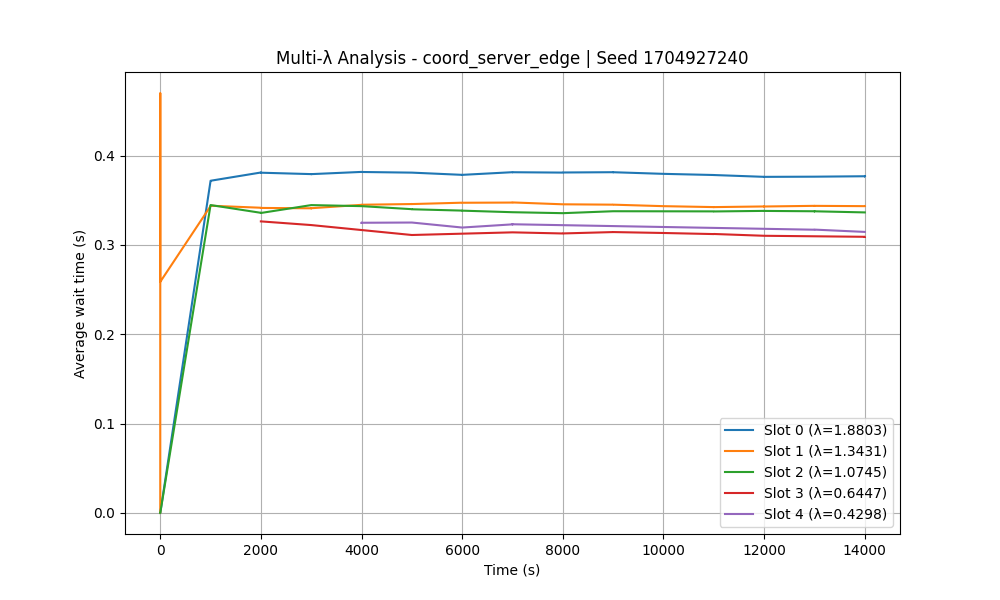 Multi-λ Analysis - coord_server_edge | Seed 1704927240
Average wait time (s)
0.4
0.3
0.2
0.1
0.0
Slot 0 (λ=1.8803)
Slot 1 (λ=1.3431)
Slot 2 (λ=1.0745)
Slot 3 (λ=0.6447)
Slot 4 (λ=0.4298)
0 2000 4000 6000 8000 10000 12000 14000
Time (s)